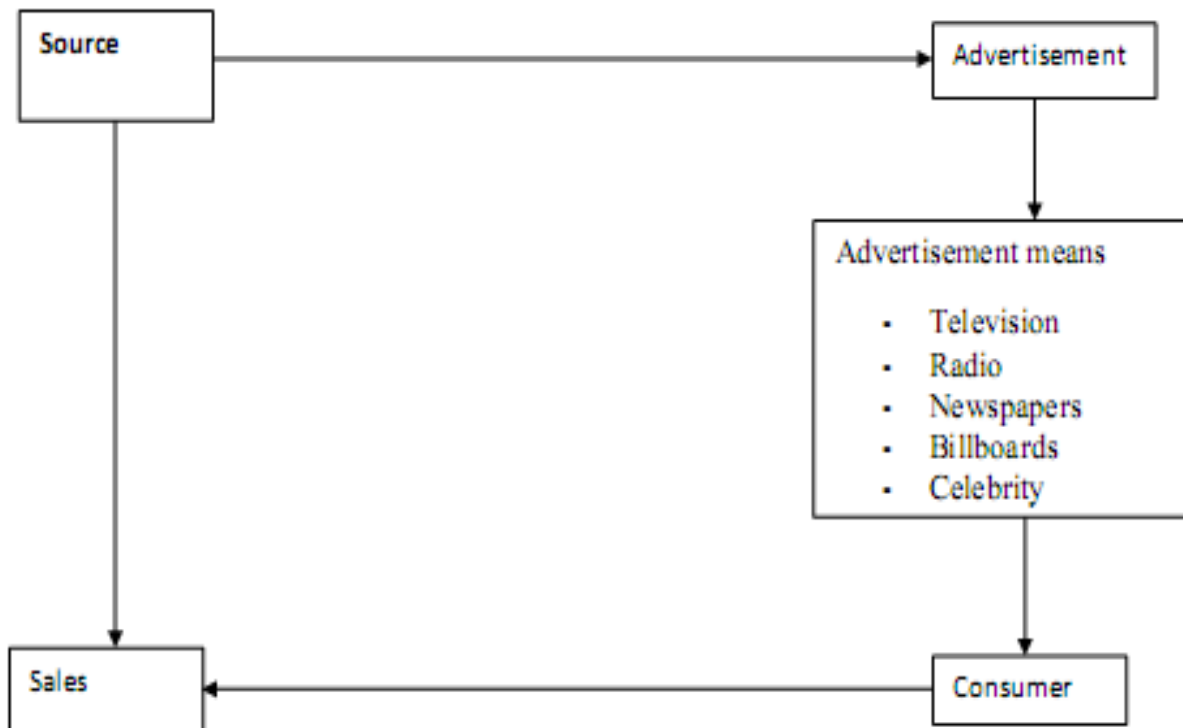 Source
Advertisement
Advertisement means
▪ Television
▪ Radio
▪ Newspapers
▪ Billboards
▪ Celebrity
Sales
Consumer